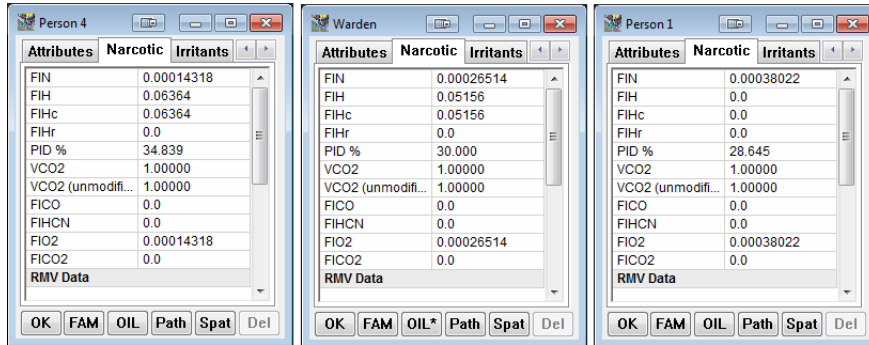 Person 4
Attributes Narcotic Irritants
FIN 0.00014318
FIH 0.06364
FIHc 0.06364
FIHr 0.0
PID % 34.839
VCO2 1.00000
VCO2 (unmodifi... 1.00000
FICO 0.0
FIHCN 0.0
FIO2 0.00014318
FICO2 0.0
RMV Data
OK FAM OIL Path Spat Del
Warden
Attributes Narcotic Irritants
FIN 0.00026514
FIH 0.05156
FIHc 0.05156
FIHr 0.0
PID % 30.000
VCO2 1.00000
VCO2 (unmodifi... 1.00000
FICO 0.0
FIHCN 0.0
FIO2 0.00026514
FICO2 0.0
RMV Data
OK FAM OIL* Path Spat Del
Person 1
Attributes Narcotic Irritants
FIN 0.00038022
FIH 0.0
FIHc 0.0
FIHr 0.0
PID % 28.645
VCO2 1.00000
VCO2 (unmodifi... 1.00000
FICO 0.0
FIHCN 0.0
FIO2 0.00038022
FICO2 0.0
RMV Data
OK FAM OIL Path Spat Del